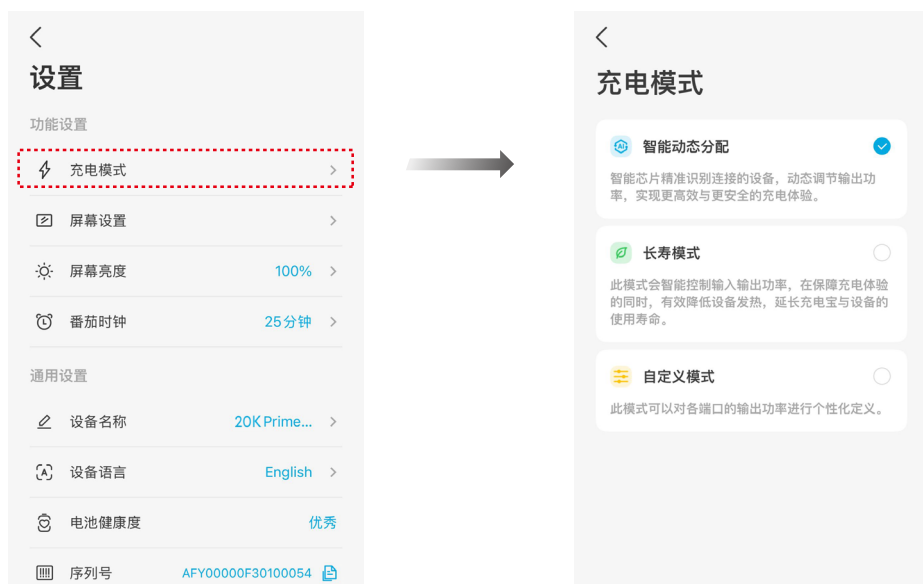 设置
功能设置
充电模式
屏幕设置
屏幕亮度 100%
番茄时钟 25分钟
通用设置
设备名称 20K Prime...
设备语言 English
电池健康度 优秀
序列号 AFY00000F30100054
充电模式
AI 智能动态分配
智能芯片精准识别连接的设备，动态调节输出功
率，实现更高效与更安全的充电体验。
长寿模式
此模式会智能控制输入输出功率，在保障充电体验
的同时，有效降低设备发热，延长充电宝与设备的
使用寿命。
自定义模式
此模式可以对各端口的输出功率进行个性化定义。